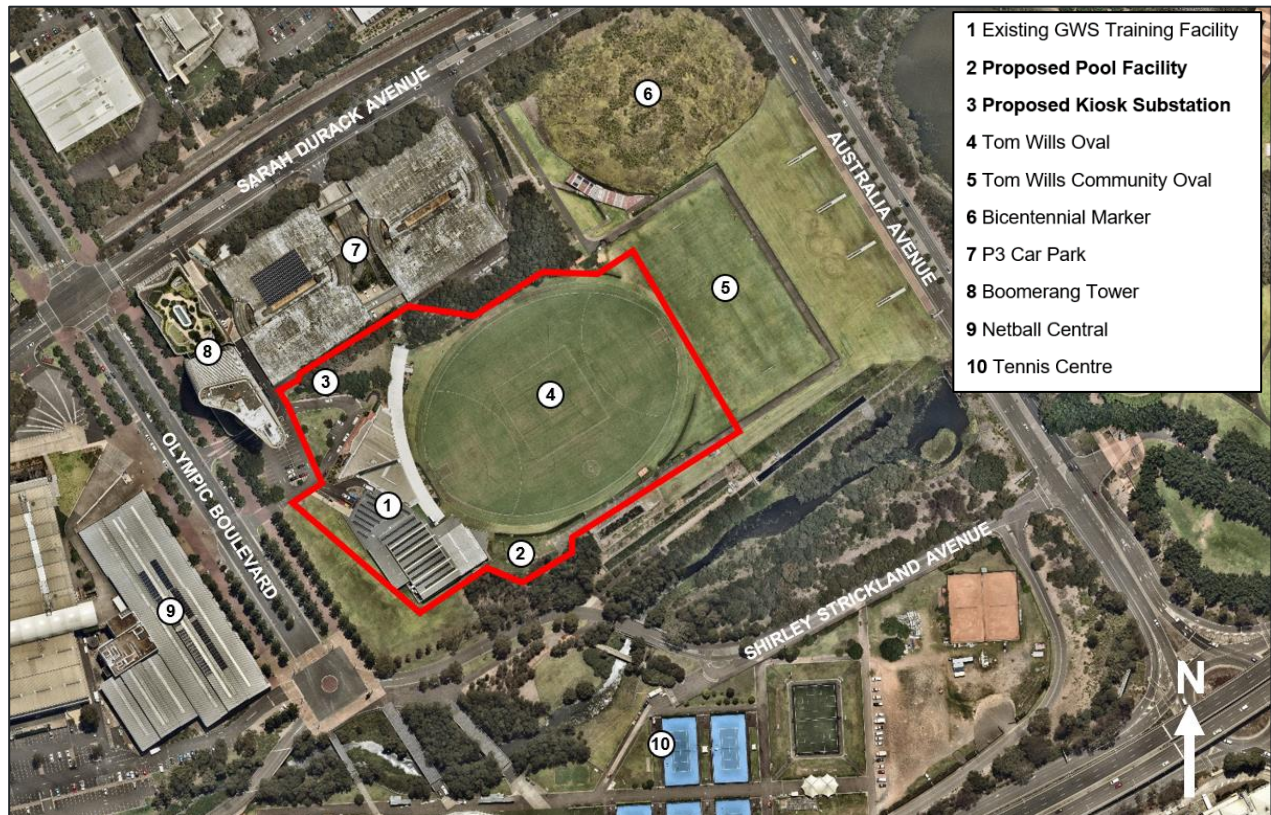 1 Existing GWS Training Facility
2 Proposed Pool Facility
3 Proposed Kiosk Substation
4 Tom Wills Oval
5 Tom Wills Community Oval
6 Bicentennial Marker
7 P3 Car Park
8 Boomerang Tower
9 Netball Central
10 Tennis Centre
SARAH DURACK AVENUE
AUSTRALIA AVENUE
6
7
5
8
3
4
OLYMPIC BOULEVARD
1
2
9
SHIRLEY STRICKLAND AVENUE
10
N